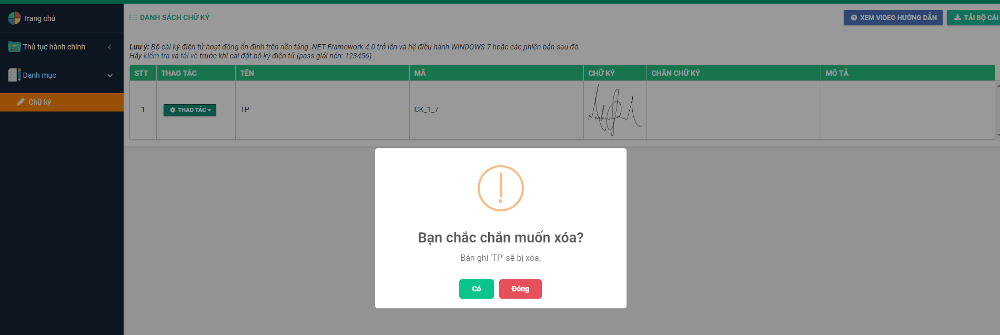 Trang chủ
Thủ tục hành chính
Danh mục
Chữ ký
DANH SÁCH CHỮ KÝ
XEM VIDEO HƯỚNG DẪN
TẢI BỘ CÀI
Lưu ý: Bộ cài ký điện tử hoạt động ổn định trên nền tảng .NET Framework 4.0 trở lên và hệ điều hành WINDOWS 7 hoặc các phiên bản sau đó.
Hãy kiểm tra và tải về trước khi cài đặt bộ ký điện tử (pass giải nén: 123456)
STT THAO TÁC TÊN MÃ CHỮ KÝ CHÂN CHỮ KÝ MÔ TẢ
1 THAO TÁC TP CK_1_7
Bạn chắc chắn muốn xóa?
Bản ghi 'TP' sẽ bị xóa.
Có
Đóng